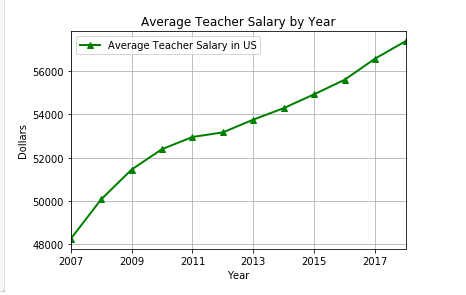 Average Teacher Salary by Year
Average Teacher Salary in US
56000
54000
52000
50000
48000
Dollars
2007 2009 2011 2013 2015 2017
Year